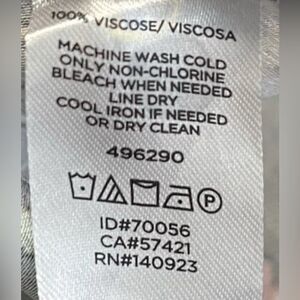 100% VISCOSE/ VISCOSA
MACHINE WASH COLD
ONLY NON-CHLORINE
BLEACH WHEN NEEDED
LINE DRY
COOL IRON IF NEEDED
OR DRY CLEAN
496290
P
ID#70056
CA#57421
RN#140923